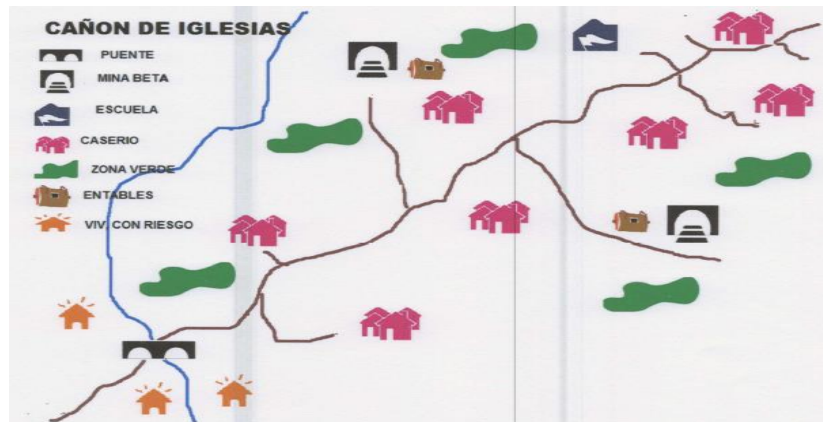 CAÑON DE IGLESIAS
PUENTE
MINA BETA
ESCUELA
CASERIO
ZONA VERDE
ENTABLES
VIV, CON RIESGO